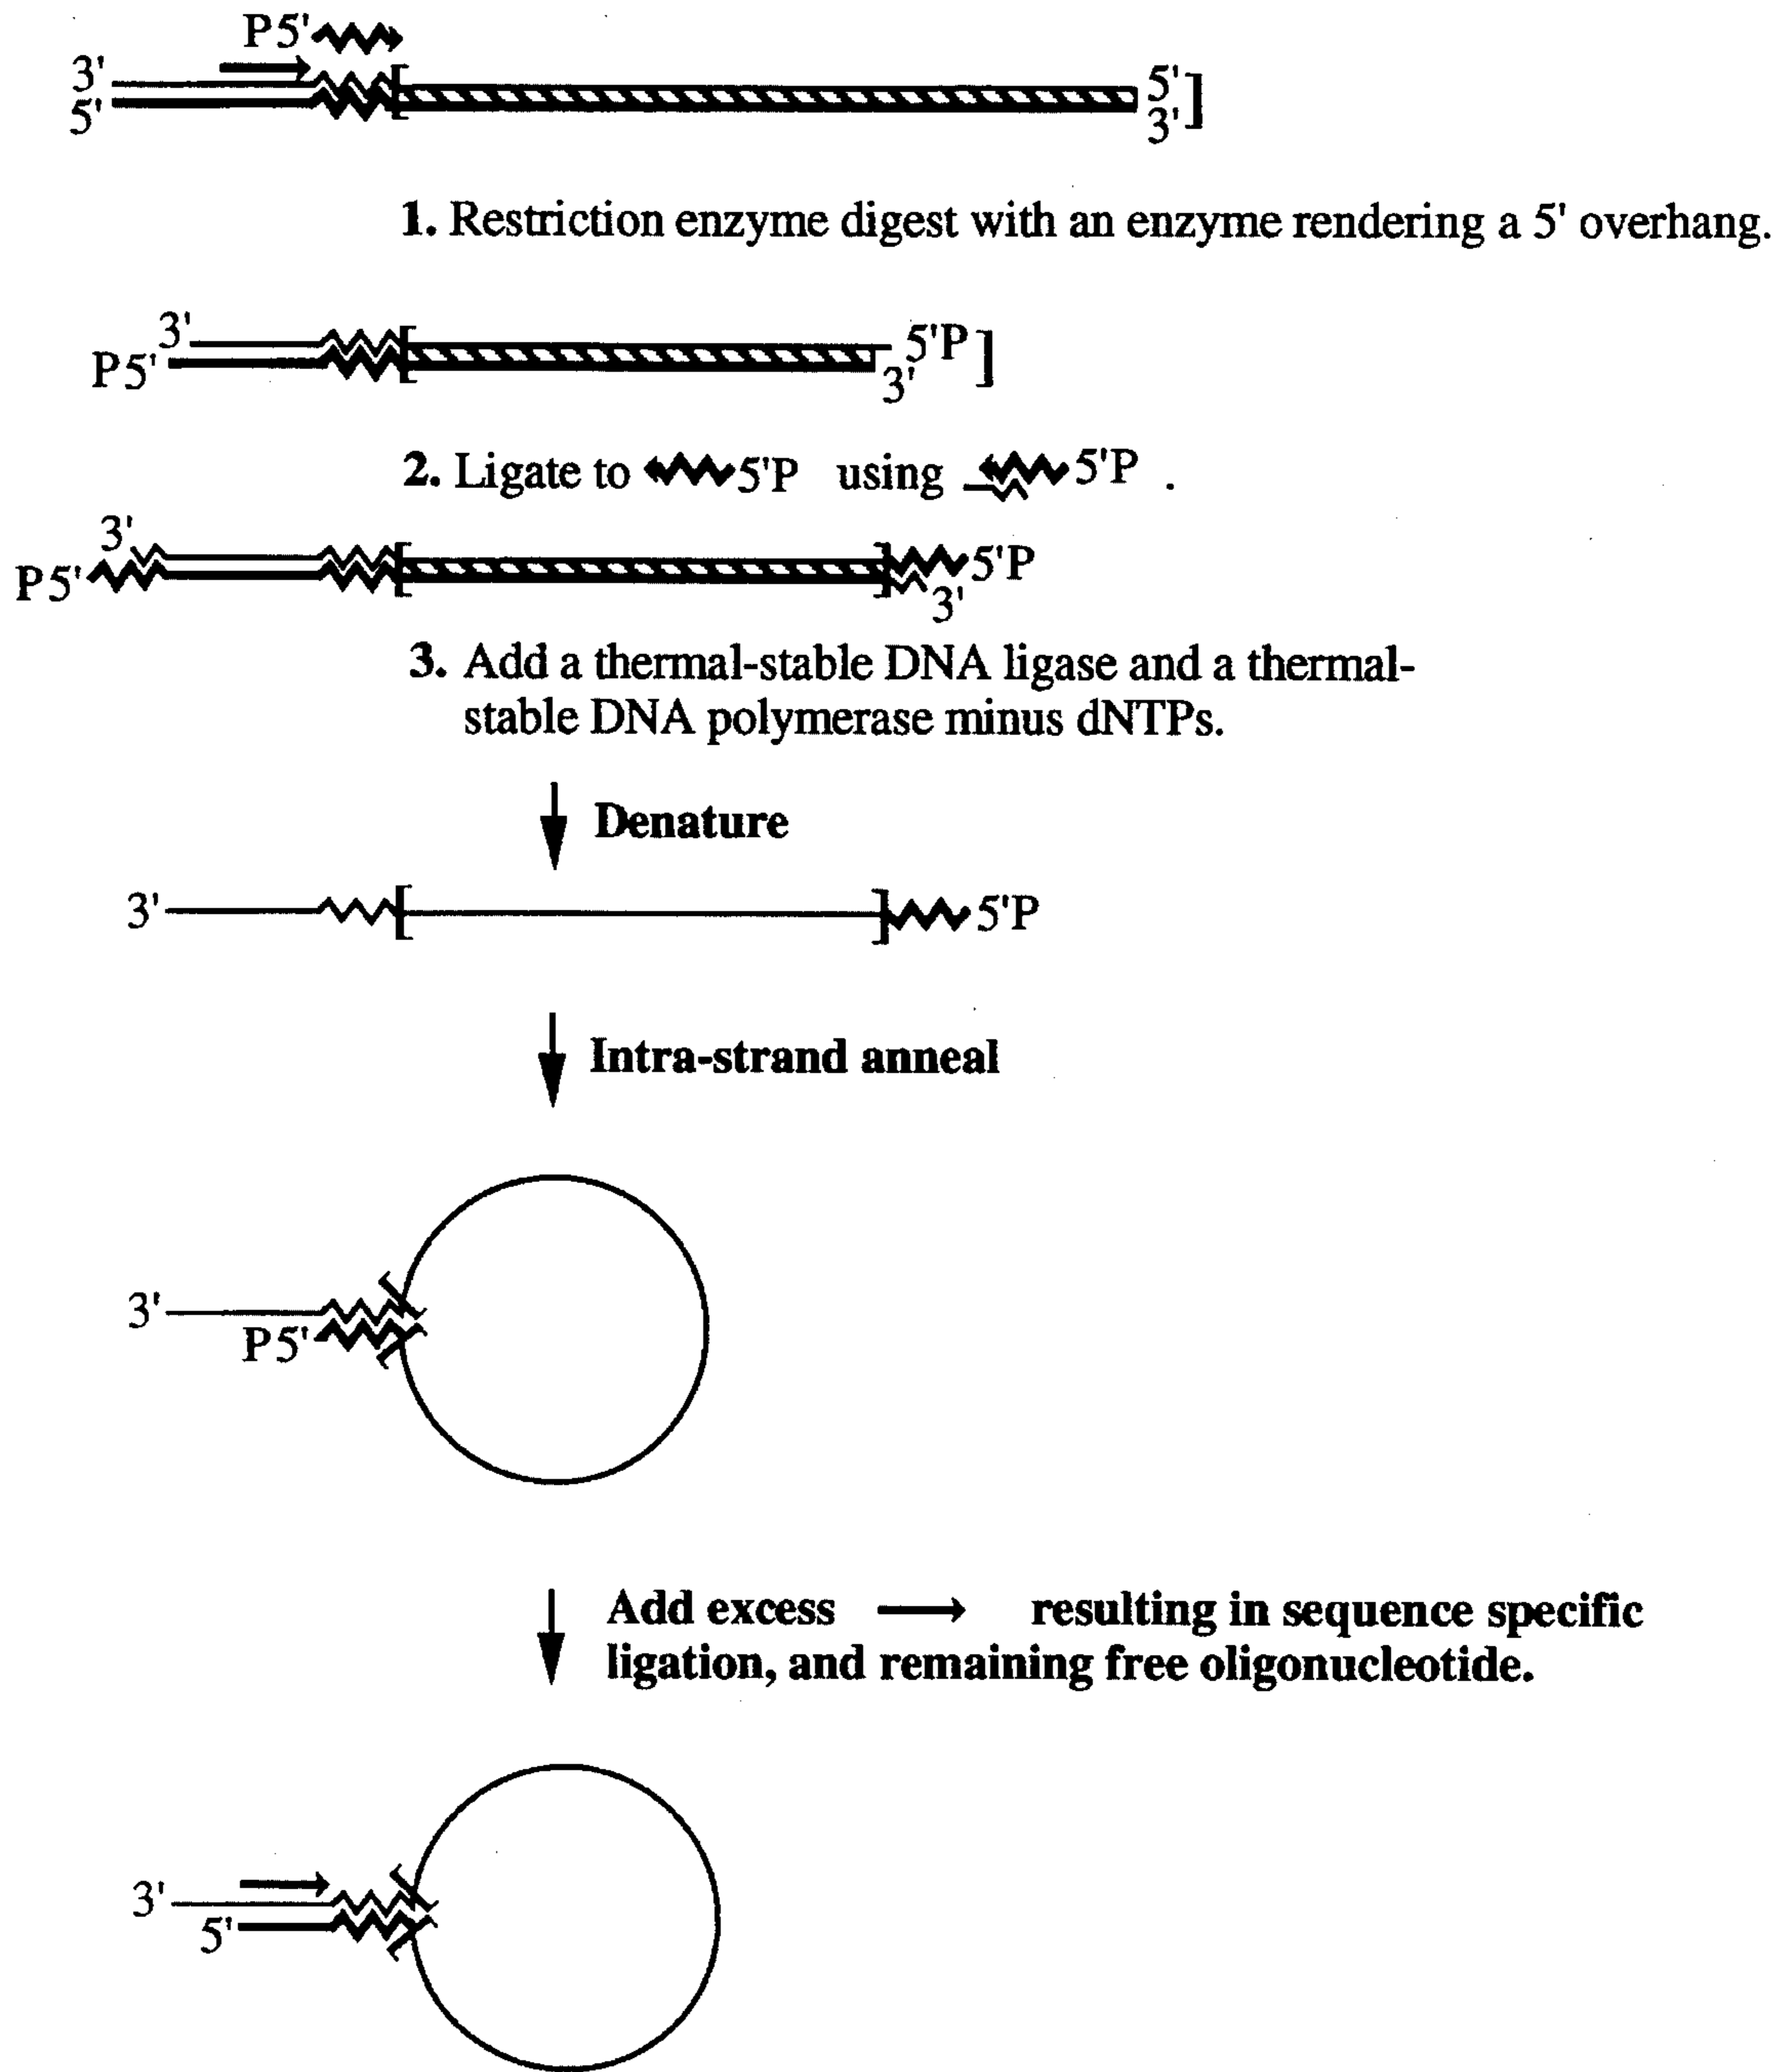 P5'
3' 5'
5' 3' ]
1. Restriction enzyme digest with an enzyme rendering a 5' overhang.
3' 5'P
P5' 3' ]
2. Ligate to 5'P using 5'P .
3'
P5' 5'P
3'
3. Add a thermal-stable DNA ligase and a thermal-
stable DNA polymerase minus dNTPs.
Denature
3' [ ] 5'P
Intra-strand anneal
3'
P5'
Add excess → resulting in sequence specific
ligation, and remaining free oligonucleotide.
3'
5'